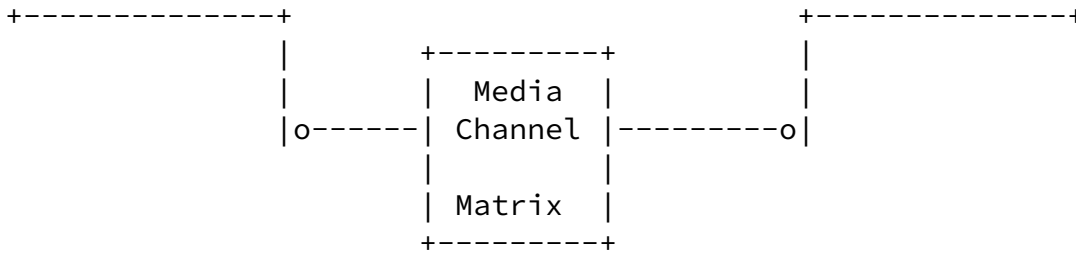 +--------------+                            +--------------+
               |       +---------+          |
               |       |  Media  |          |
               |o------| Channel |---------o|
               |       |         |
                       | Matrix  |
                       +---------+